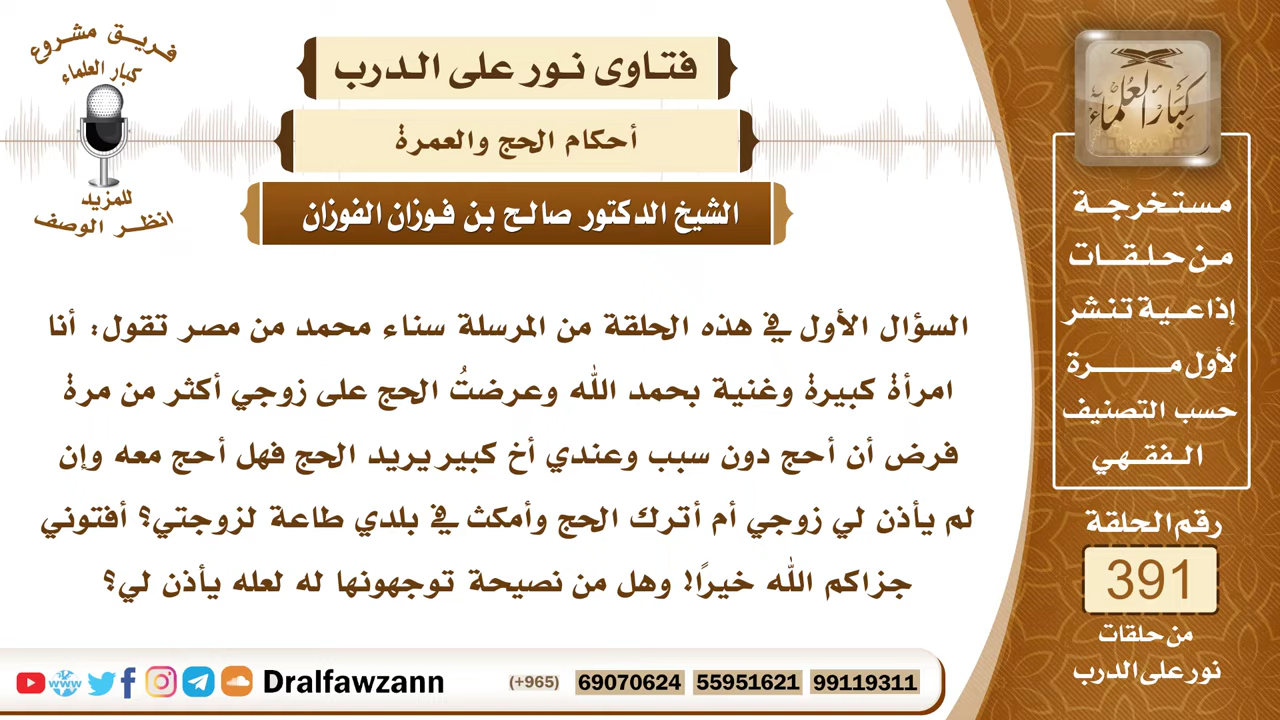 فريق مشروع
كبار العلماء
للمزيد
انظر الوصف
فتاوى نور على الدرب
أحكام الحج والعمرة
الشيخ الدكتور صالح بن فوزان الفوزان
السؤال الأول في هذه الحلقة من المرسلة سناء محمد من مصر تقول: أنا
امرأة كبيرة وغنية بحمد الله وعرضتُ الحج على زوجي أكثر من مرة
فرض أن أحج دون سبب وعندي أخ كبير يريد الحج فهل أحج معه وإن
لم يأذن لي زوجي أم أترك الحج وأمكث في بلدي طاعة لزوجتي؟ أفتوني
جزاكم الله خيرًا! وهل من نصيحة توجهونها له لعله يأذن لي؟
كبار العلماء
مستخرجة
من حلقات
إذاعية تنشر
لأول مرة
حسب التصنيف
الفقهي
رقم الحلقة
391
من حلقات
نور على الدرب
www Dralfawzann (+965) 69070624 55951621 99119311